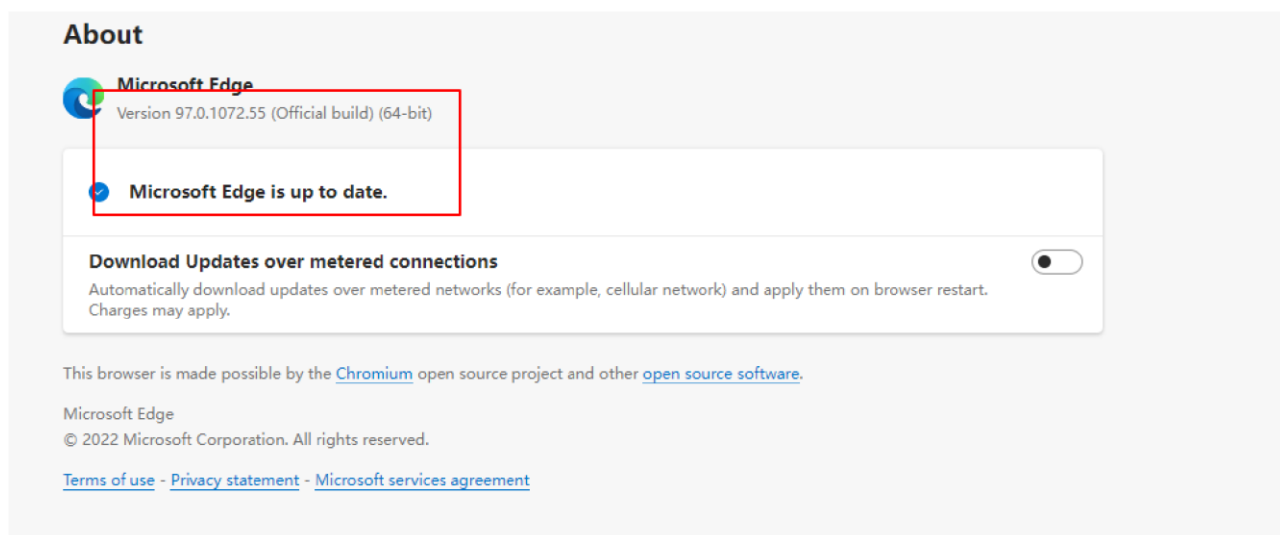 About
Microsoft Edge
Version 97.0.1072.55 (Official build) (64-bit)
Microsoft Edge is up to date.
Download Updates over metered connections
Automatically download updates over metered networks (for example, cellular network) and apply them on browser restart.
Charges may apply.
This browser is made possible by the Chromium open source project and other open source software.
Microsoft Edge
© 2022 Microsoft Corporation. All rights reserved.
Terms of use - Privacy statement - Microsoft services agreement